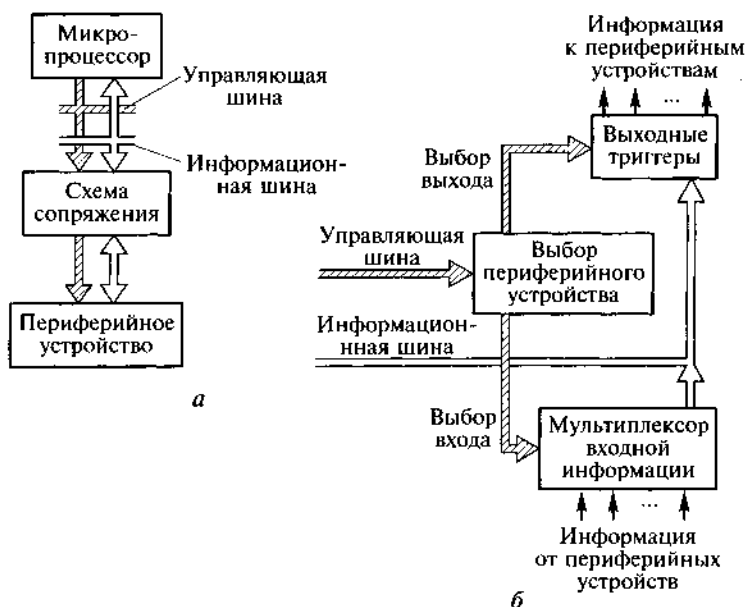 Микро-
процессор
Управляющая
шина
Информацион-
ная шина
Схема
сопряжения
Периферийное
устройство
а
Информация
к периферийным
устройствам
...
Выходные
триггеры
Выбор
выхода
Управляющая
шина
Выбор
периферийного
устройства
Информацион-
нная шина
Выбор
входа
Мультиплексор
входной
информации
...
Информация
от периферийных
устройств
б